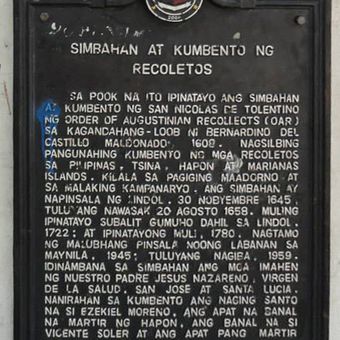 SIMBAHAN AT KUMBENTO NG
RECOLETOS
SA POOK NA ITO IPINATAYO ANG SIMBAHAN
AT KUMBENTO NG SAN NICOLAS DE TOLENTINO
NG ORDER OF AUGUSTINIAN RECOLLECTS (OAR)
SA KAGANDAHANG-LOOB NI BERNARDINO DEL
CASTILLO MALDONADO, 1608. NAGSILBING
PANGUNAHING KUMBENTO NG MGA RECOLETOS
SA PILIPINAS, TSINA, HAPON AT MARIANAS
ISLANDS. KILALA SA PAGIGING MAADORNO AT
SA MALAKING KAMPANARYO. ANG SIMBAHAN AY
NAPINSALA NG LINDOL, 30 NOBYEMBRE 1645,
NAWASAK 20 AGOSTO 1658. MULING
IPINATAYO SUBALIT GUMUHO DAHIL SA LINDOL,
1722; AT IPINATAYONG MULI, 1780. NAGTAMO
NG MALUBHANG PINSALA NOONG LABANAN SA
MAYNILA, 1945; TULUYANG NAGIBA, 1959.
IDINAMBANA SA SIMBAHAN ANG MGA IMAHEN
NG NUESTRO PADRE JESUS NAZARENO, VIRGEN
DE LA SALUD, SAN JOSE AT SANTA LUCIA.
NANIRAHAN SA KUMBENTO ANG NAGING SANTO
NA SI EZEKIEL MORENO, ANG APAT NA BANAL
NA MARTIR NG HAPON, ANG BANAL NA SI
VICENTE SOLER AT ANG APAT PANG MARTIR